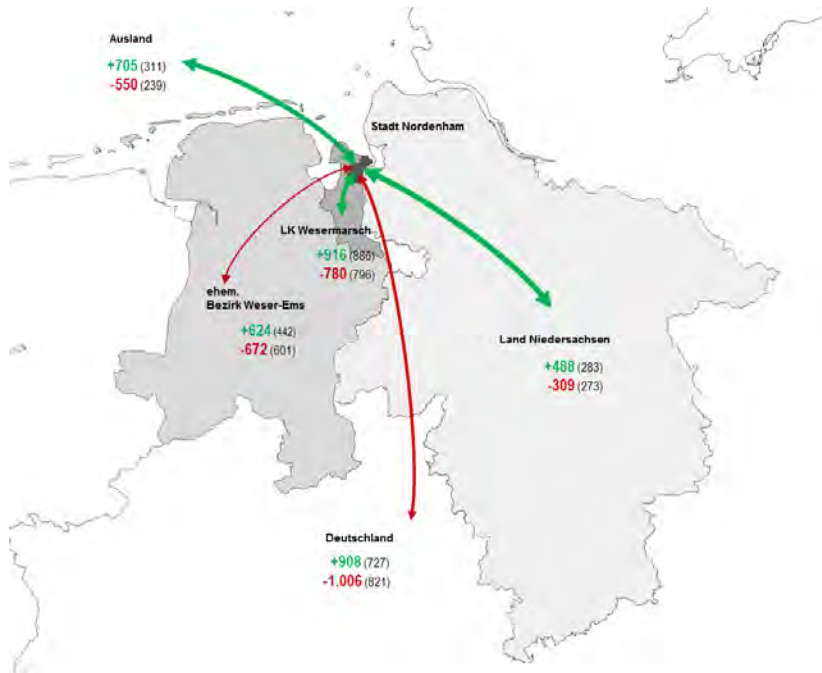 Ausland
+705 (311)
-550 (239)
Stadt Nordenham
LK Wesermarsch
+916 (886)
-780 (796)
ehem.
Bezirk Weser-Ems
+624 (442)
-672 (601)
Land Niedersachsen
+488 (283)
-309 (273)
Deutschland
+908 (727)
-1.006 (821)